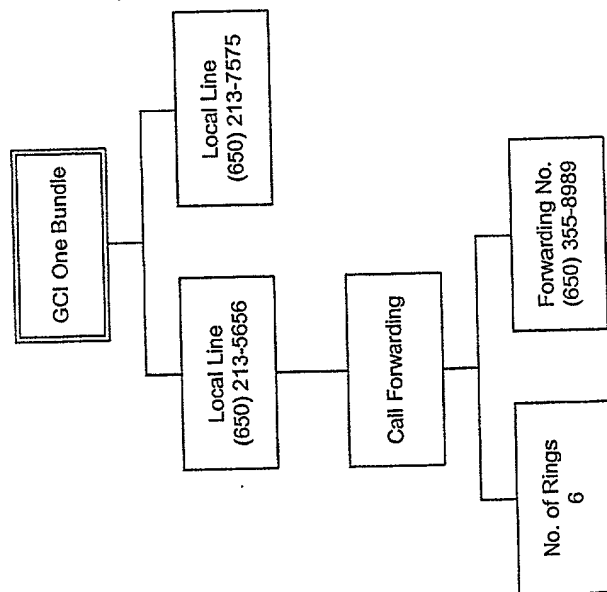 GCI One Bundle
Local Line
(650) 213-5656
Local Line
(650) 213-7575
Call Forwarding
No. of Rings
6
Forwarding No.
(650) 355-8989